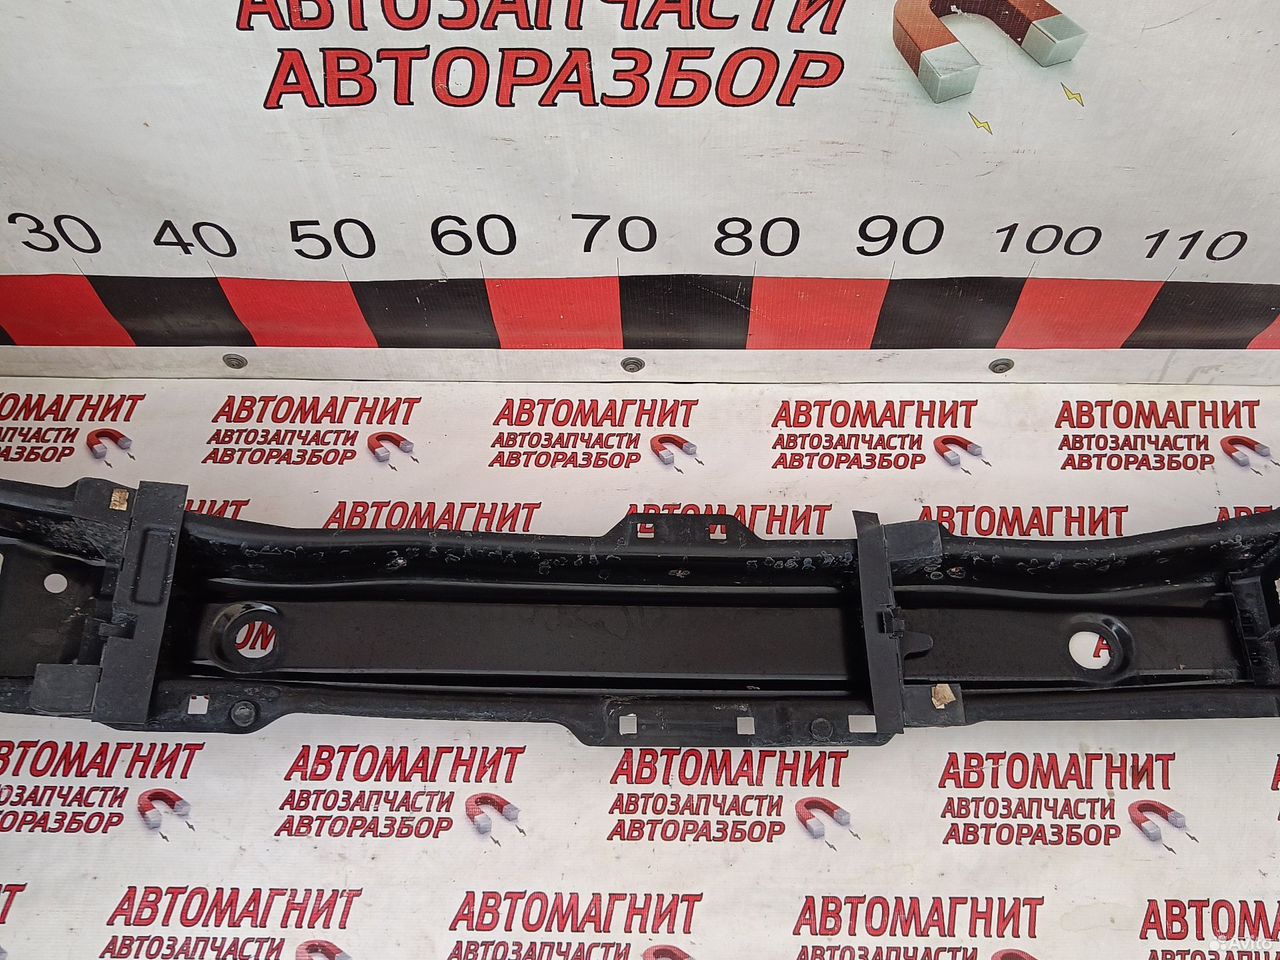 АВТОЗАПЧАСТИ
АВТОРАЗБОР
30 40 50 60 70 80 90 100 110
АВТОМАГНИТ АВТОМАГНИТ АВТОМАГНИТ АВТОМАГНИТ
АВТОЗАПЧАСТИ АВТОЗАПЧАСТИ АВТОЗАПЧАСТИ АВТОЗАПЧАСТИ
АВТОРАЗБОР АВТОРАЗБОР АВТОРАЗБОР АВТОРАЗБОР АВТОРАЗБОР
АВТОМАГНИТ АВТОМАГНИТ
АВТОМАГНИТ АВТОМАГНИТ АВТОМАГНИТ
АВТОЗАПЧАСТИ АВТОЗАПЧАСТИ АВТОЗАПЧАСТИ
АВТОРАЗБОР АВТОРАЗБОР АВТОРАЗБОР
АВТОМАГНИТ АВТОМАГНИТ АВТОМАГНИТ
АВТОЗАПЧАСТИ АВТОЗАПЧАСТИ АВТОЗАПЧАСТИ
Avito